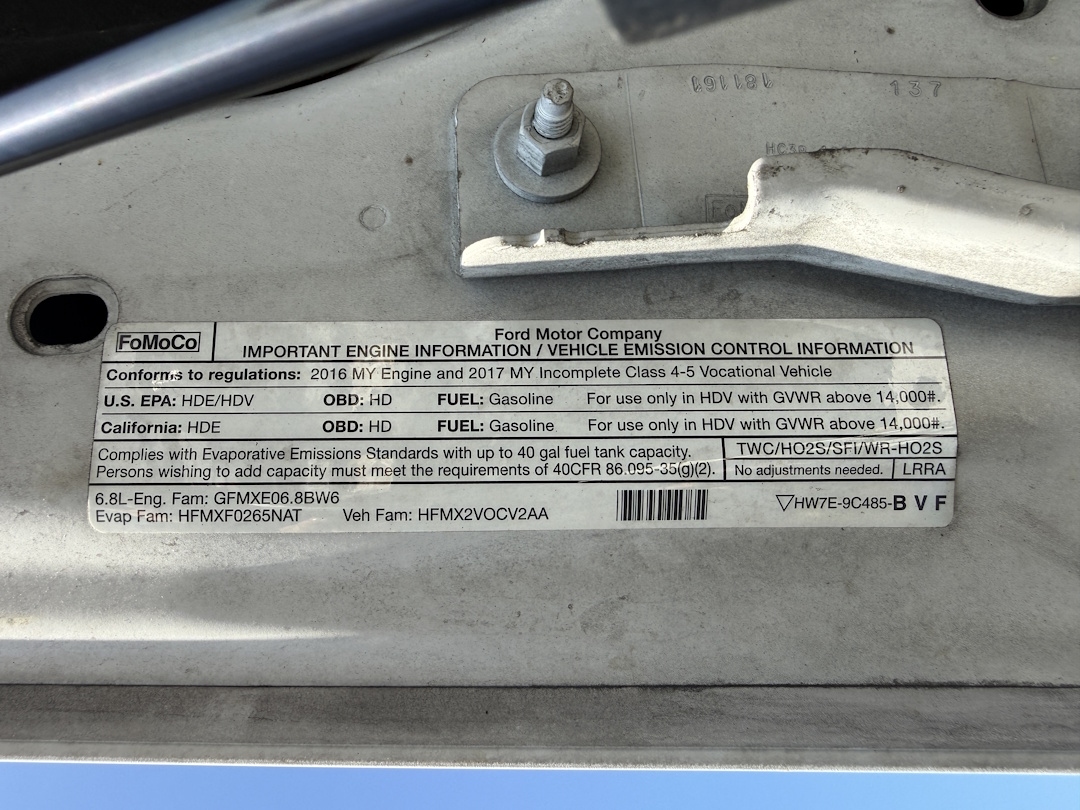 181161
137
HC3B
FoMoCo
Ford Motor Company
IMPORTANT ENGINE INFORMATION / VEHICLE EMISSION CONTROL INFORMATION
Conforms to regulations: 2016 MY Engine and 2017 MY Incomplete Class 4-5 Vocational Vehicle
U.S. EPA: HDE/HDV OBD: HD FUEL: Gasoline For use only in HDV with GVWR above 14,000#.
California: HDE OBD: HD FUEL: Gasoline For use only in HDV with GVWR above 14,000#.
Complies with Evaporative Emissions Standards with up to 40 gal fuel tank capacity.
Persons wishing to add capacity must meet the requirements of 40CFR 86.095-35(g)(2).
TWC/HO2S/SFI/WR-HO2S
No adjustments needed. LRRA
6.8L-Eng. Fam: GFMXE06.8BW6
Evap Fam: HFMXF0265NAT Veh Fam: HFMX2VOCV2AA
▽HW7E-9C485-B V F